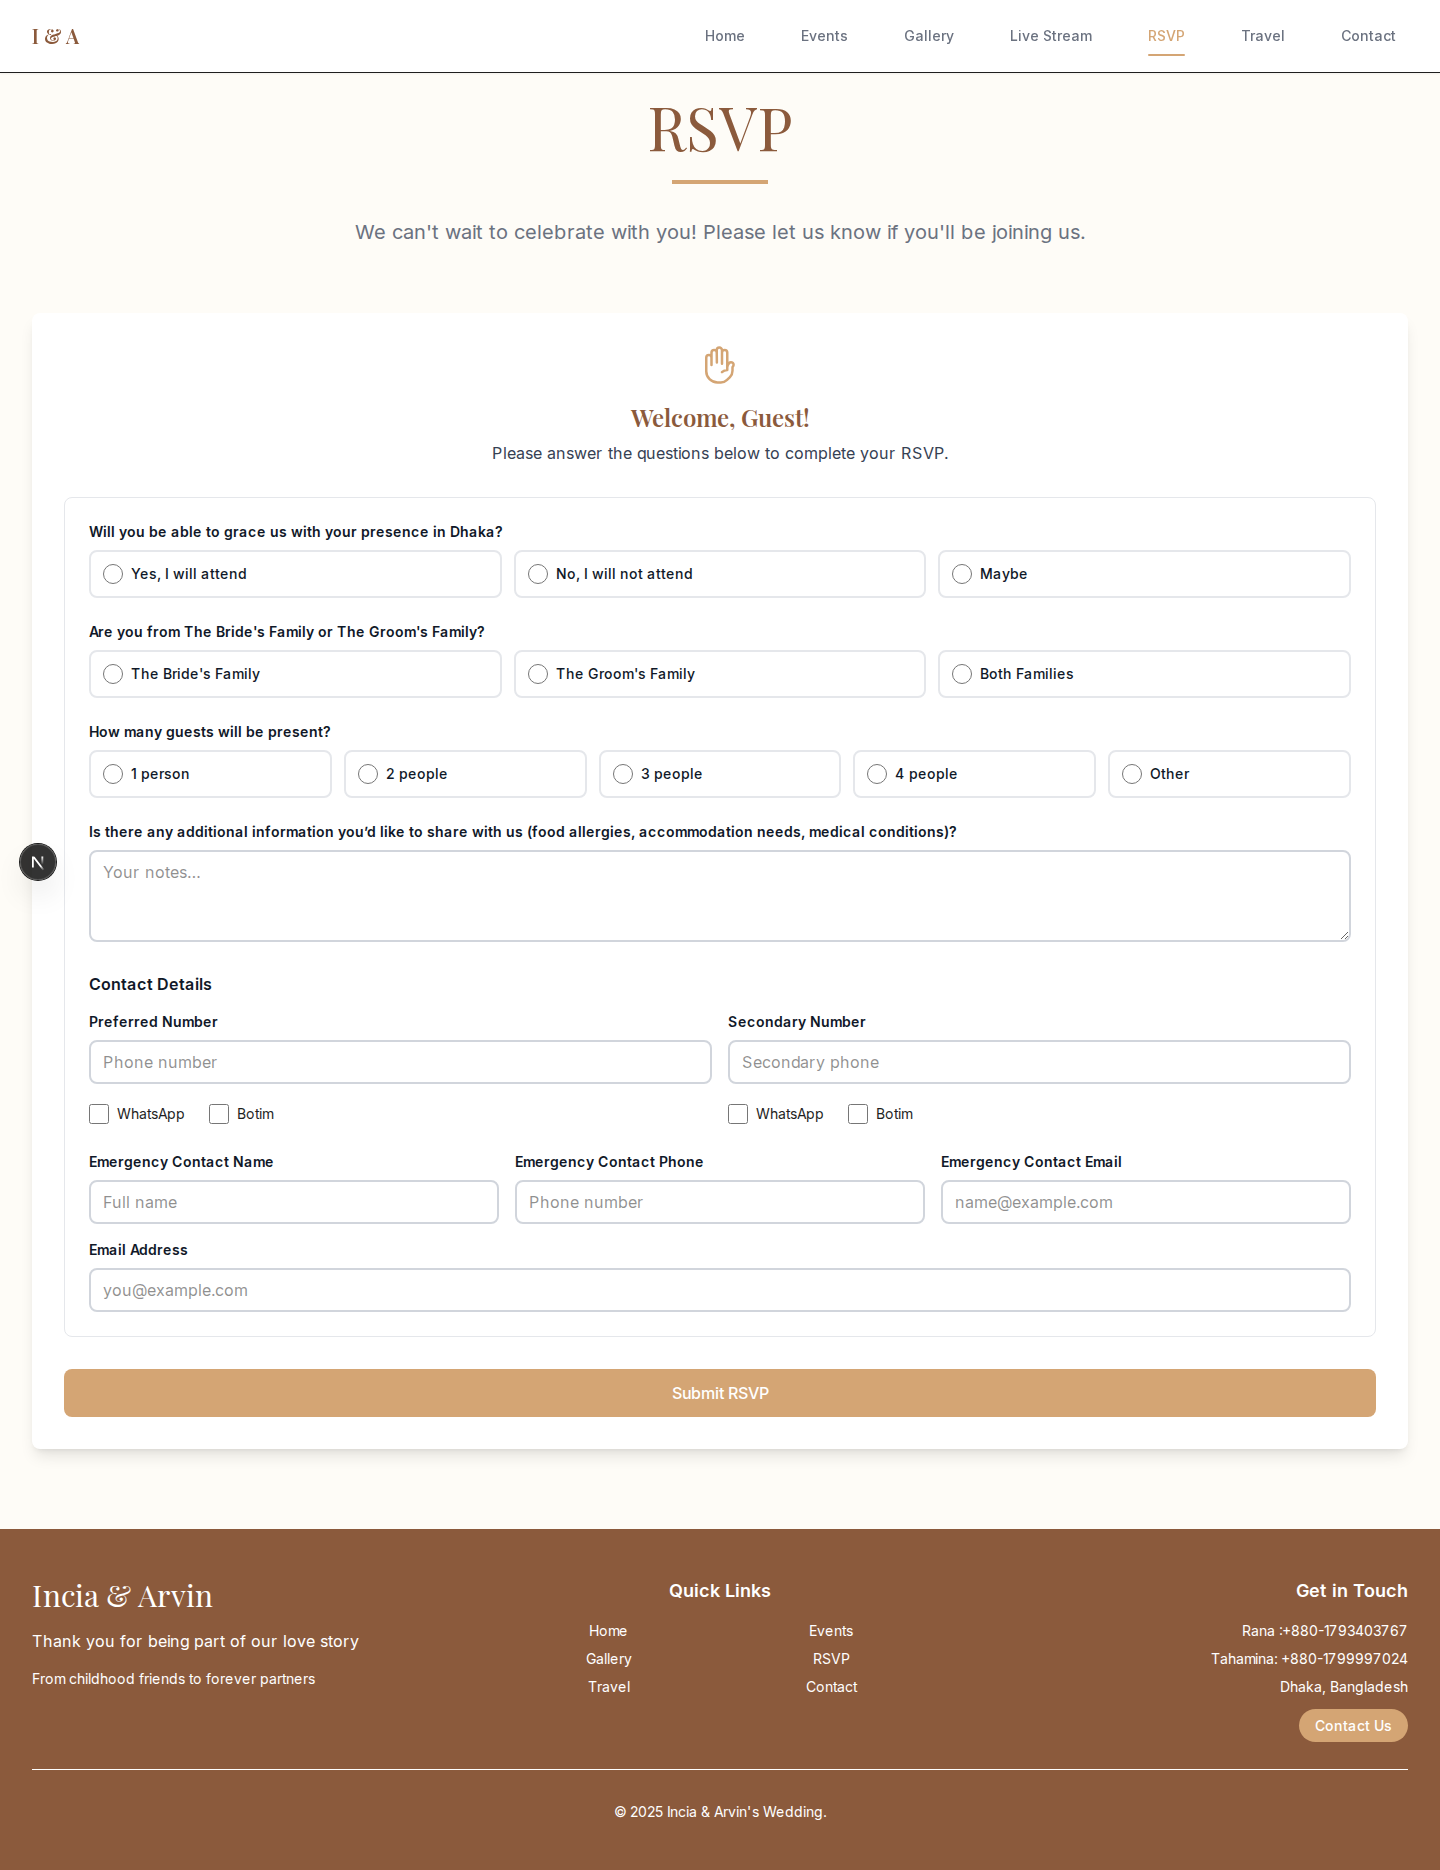 I & A
Home Events Gallery Live Stream RSVP Travel Contact
RSVP
We can't wait to celebrate with you! Please let us know if you'll be joining us.
Welcome, Guest!
Please answer the questions below to complete your RSVP.
Will you be able to grace us with your presence in Dhaka?
Yes, I will attend No, I will not attend Maybe
Are you from The Bride's Family or The Groom's Family?
The Bride's Family The Groom's Family Both Families
How many guests will be present?
1 person 2 people 3 people 4 people Other
Is there any additional information you’d like to share with us (food allergies, accommodation needs, medical conditions)?
N
Your notes...
Contact Details
Preferred Number Secondary Number
Phone number Secondary phone
WhatsApp Botim WhatsApp Botim
Emergency Contact Name Emergency Contact Phone Emergency Contact Email
Full name Phone number name@example.com
Email Address
you@example.com
Submit RSVP
Incia & Arvin
Thank you for being part of our love story
From childhood friends to forever partners
Quick Links
Home Events
Gallery RSVP
Travel Contact
Get in Touch
Rana :+880-1793403767
Tahamina: +880-1799997024
Dhaka, Bangladesh
Contact Us
© 2025 Incia & Arvin's Wedding.